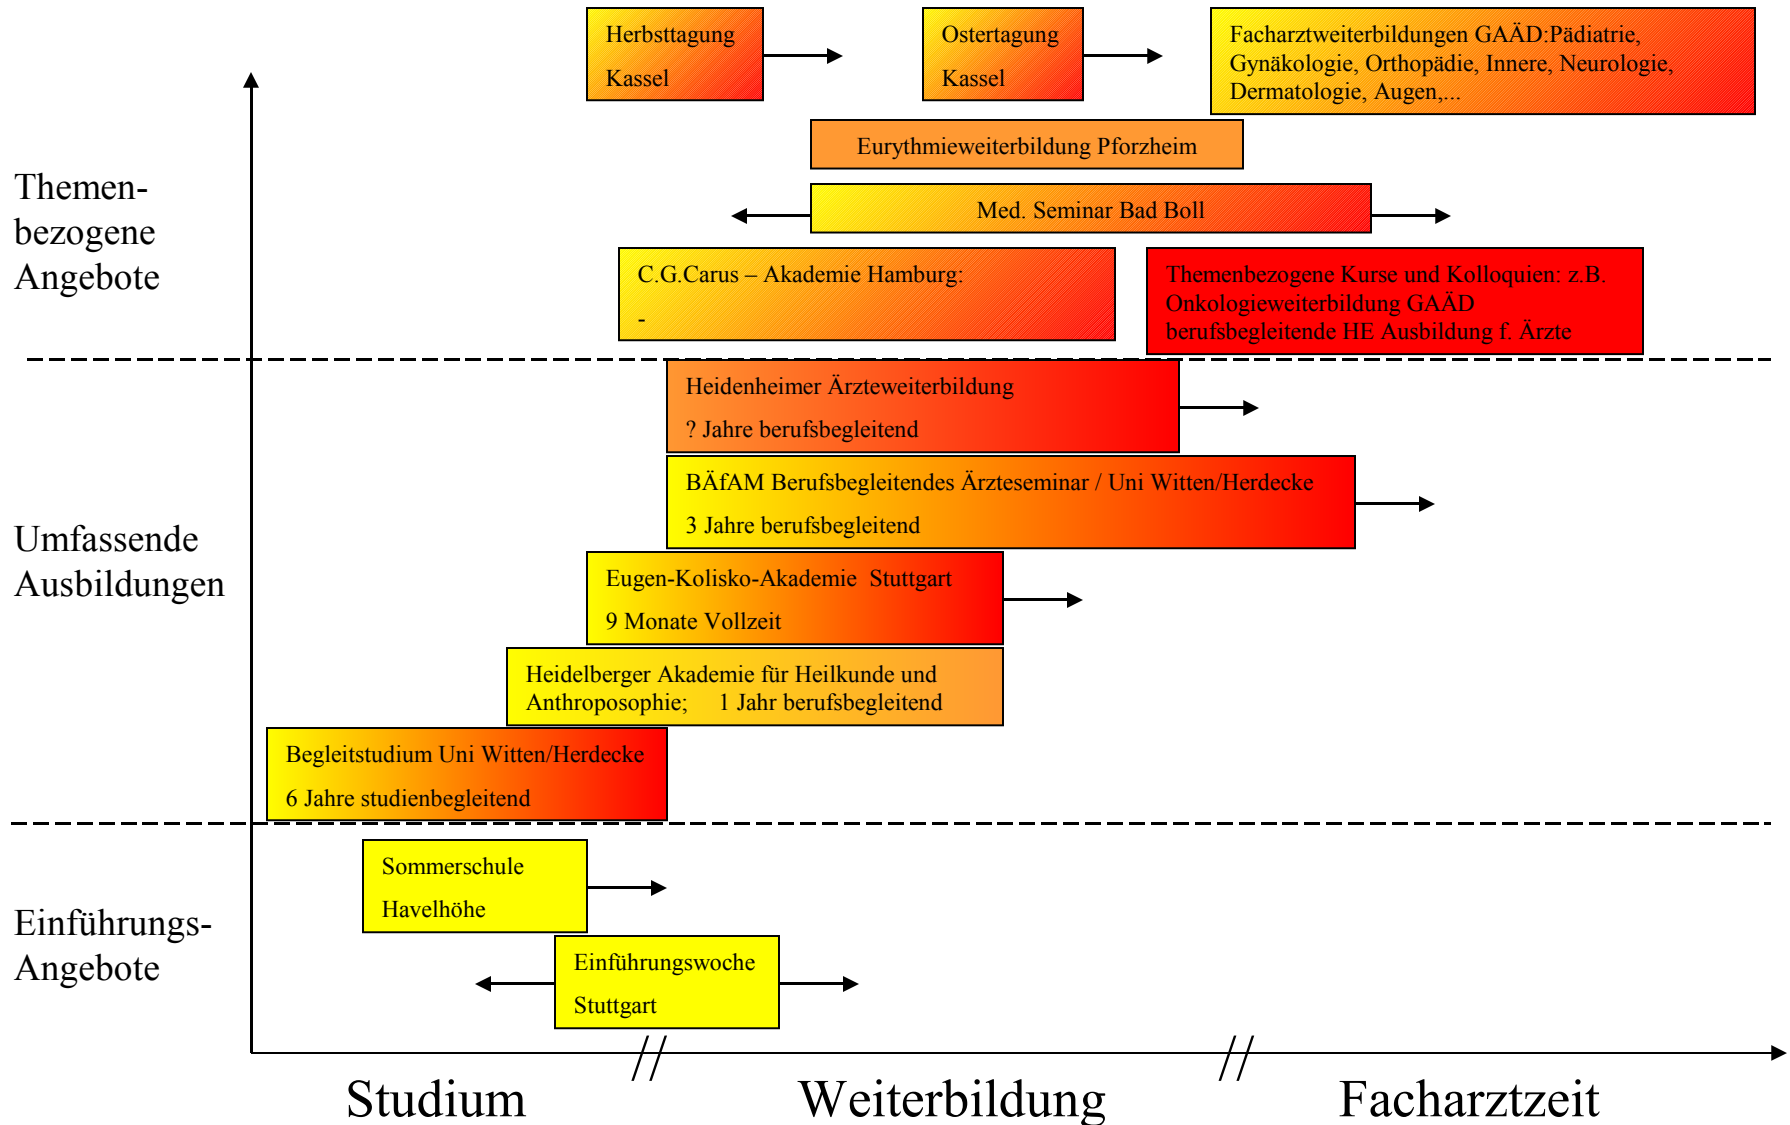 Herbsttagung
Kassel
Ostertagung
Kassel
Facharztweiterbildungen GAÄD:Pädiatrie,
Gynäkologie, Orthopädie, Innere, Neurologie,
Dermatologie, Augen,...
Eurythmieweiterbildung Pforzheim
Themen-
bezogene
Angebote
Med. Seminar Bad Boll
C.G.Carus – Akademie Hamburg:
-
Themenbezogene Kurse und Kolloquien: z.B.
Onkologieweiterbildung GAÄD
berufsbegleitende HE Ausbildung f. Ärzte
Heidenheimer Ärzteweiterbildung
? Jahre berufsbegleitend
BÄfAM Berufsbegleitendes Ärzteseminar / Uni Witten/Herdecke
3 Jahre berufsbegleitend
Umfassende
Ausbildungen
Eugen-Kolisko-Akademie Stuttgart
9 Monate Vollzeit
Heidelberger Akademie für Heilkunde und
Anthroposophie; 1 Jahr berufsbegleitend
Begleitstudium Uni Witten/Herdecke
6 Jahre studienbegleitend
Einführungs-
Angebote
Sommerschule
Havelhöhe
Einführungswoche
Stuttgart
Studium
Weiterbildung
Facharztzeit